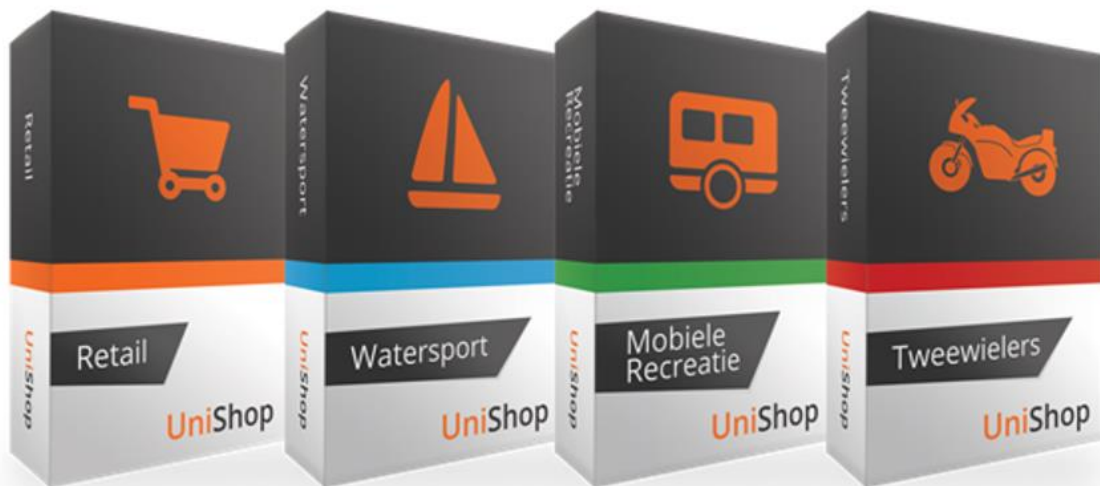 Retail
UniShop
Retail
UniShop
Watersport
UniShop
Watersport
UniShop
Mobiele
Recreatie
UniShop
Mobiele
Recreatie
UniShop
Tweewielers
UniShop
Tweewielers
UniShop